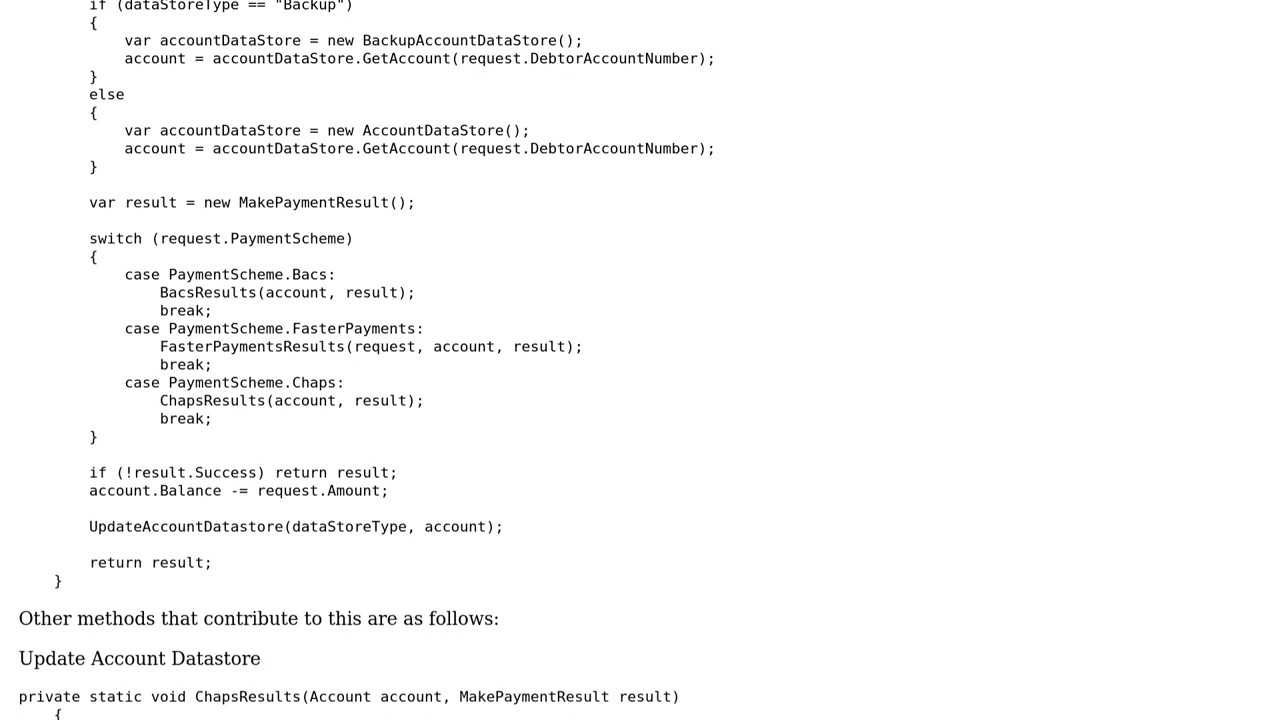 if (dataStoreType == "Backup")
{
var accountDataStore = new BackupAccountDataStore();
account = accountDataStore.GetAccount(request.DebtorAccountNumber);
}
else
{
var accountDataStore = new AccountDataStore();
account = accountDataStore.GetAccount(request.DebtorAccountNumber);
}
var result = new MakePaymentResult();
switch (request.PaymentScheme)
{
case PaymentScheme.Bacs:
BacsResults(account, result);
break;
case PaymentScheme.FasterPayments:
FasterPaymentsResults(request, account, result);
break;
case PaymentScheme.Chaps:
ChapsResults(account, result);
break;
}
if (!result.Success) return result;
account.Balance -= request.Amount;
UpdateAccountDatastore(dataStoreType, account);
return result;
}
Other methods that contribute to this are as follows:
Update Account Datastore
private static void ChapsResults(Account account, MakePaymentResult result)
{